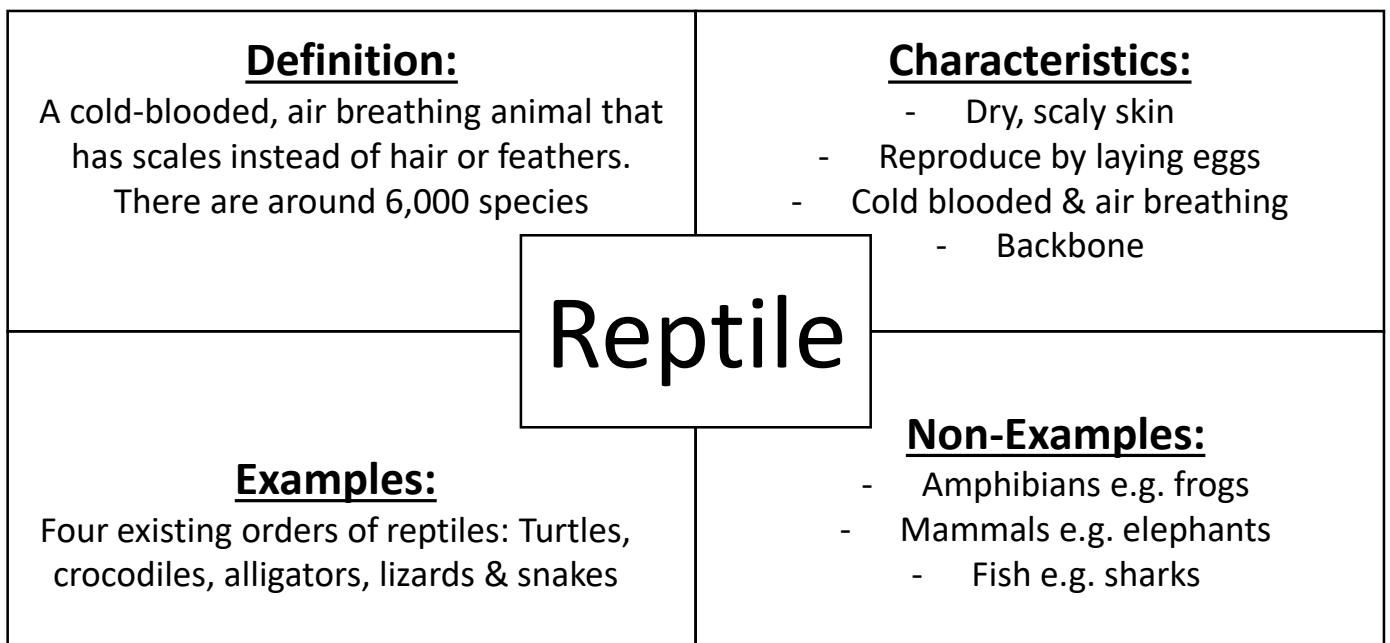 Definition:
A cold-blooded, air breathing animal that
has scales instead of hair or feathers.
There are around 6,000 species
Characteristics:
- Dry, scaly skin
- Reproduce by laying eggs
- Cold blooded & air breathing
- Backbone
Reptile
Examples:
Four existing orders of reptiles: Turtles,
crocodiles, alligators, lizards & snakes
Non-Examples:
- Amphibians e.g. frogs
- Mammals e.g. elephants
- Fish e.g. sharks